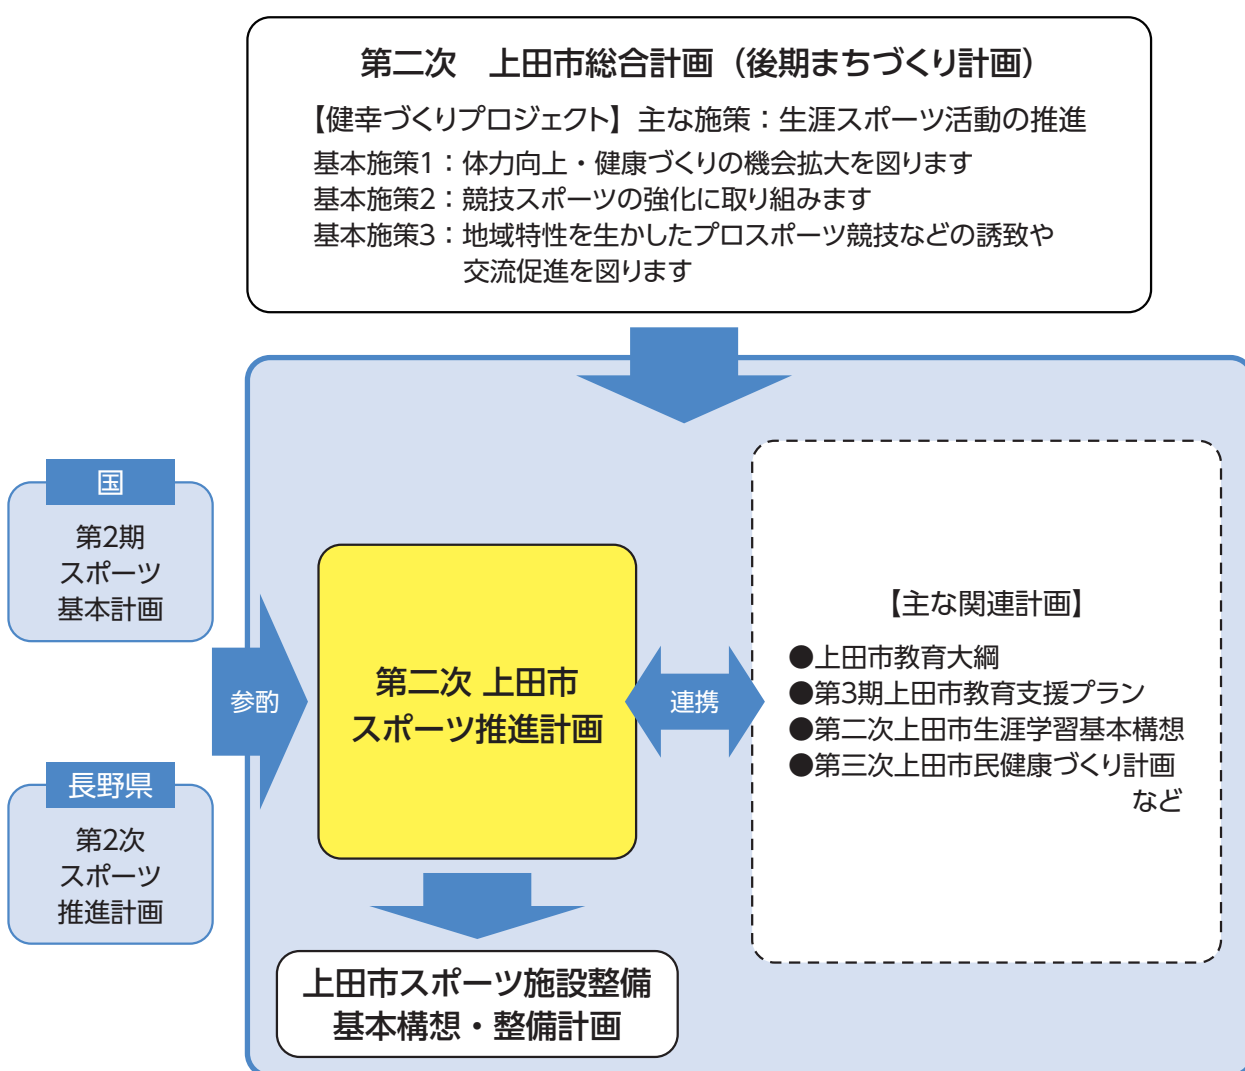 第二次 上田市総合計画（後期まちづくり計画）
【健幸づくりプロジェクト】主な施策：生涯スポーツ活動の推進
基本施策1：体力向上・健康づくりの機会拡大を図ります
基本施策2：競技スポーツの強化に取り組みます
基本施策3：地域特性を生かしたプロスポーツ競技などの誘致や
交流促進を図ります
国
第2期
スポーツ
基本計画
長野県
第2次
スポーツ
推進計画
参酌
第二次 上田市
スポーツ推進計画
連携
【主な関連計画】
●上田市教育大綱
●第3期上田市教育支援プラン
●第二次上田市生涯学習基本構想
●第三次上田市民健康づくり計画
など
上田市スポーツ施設整備
基本構想・整備計画